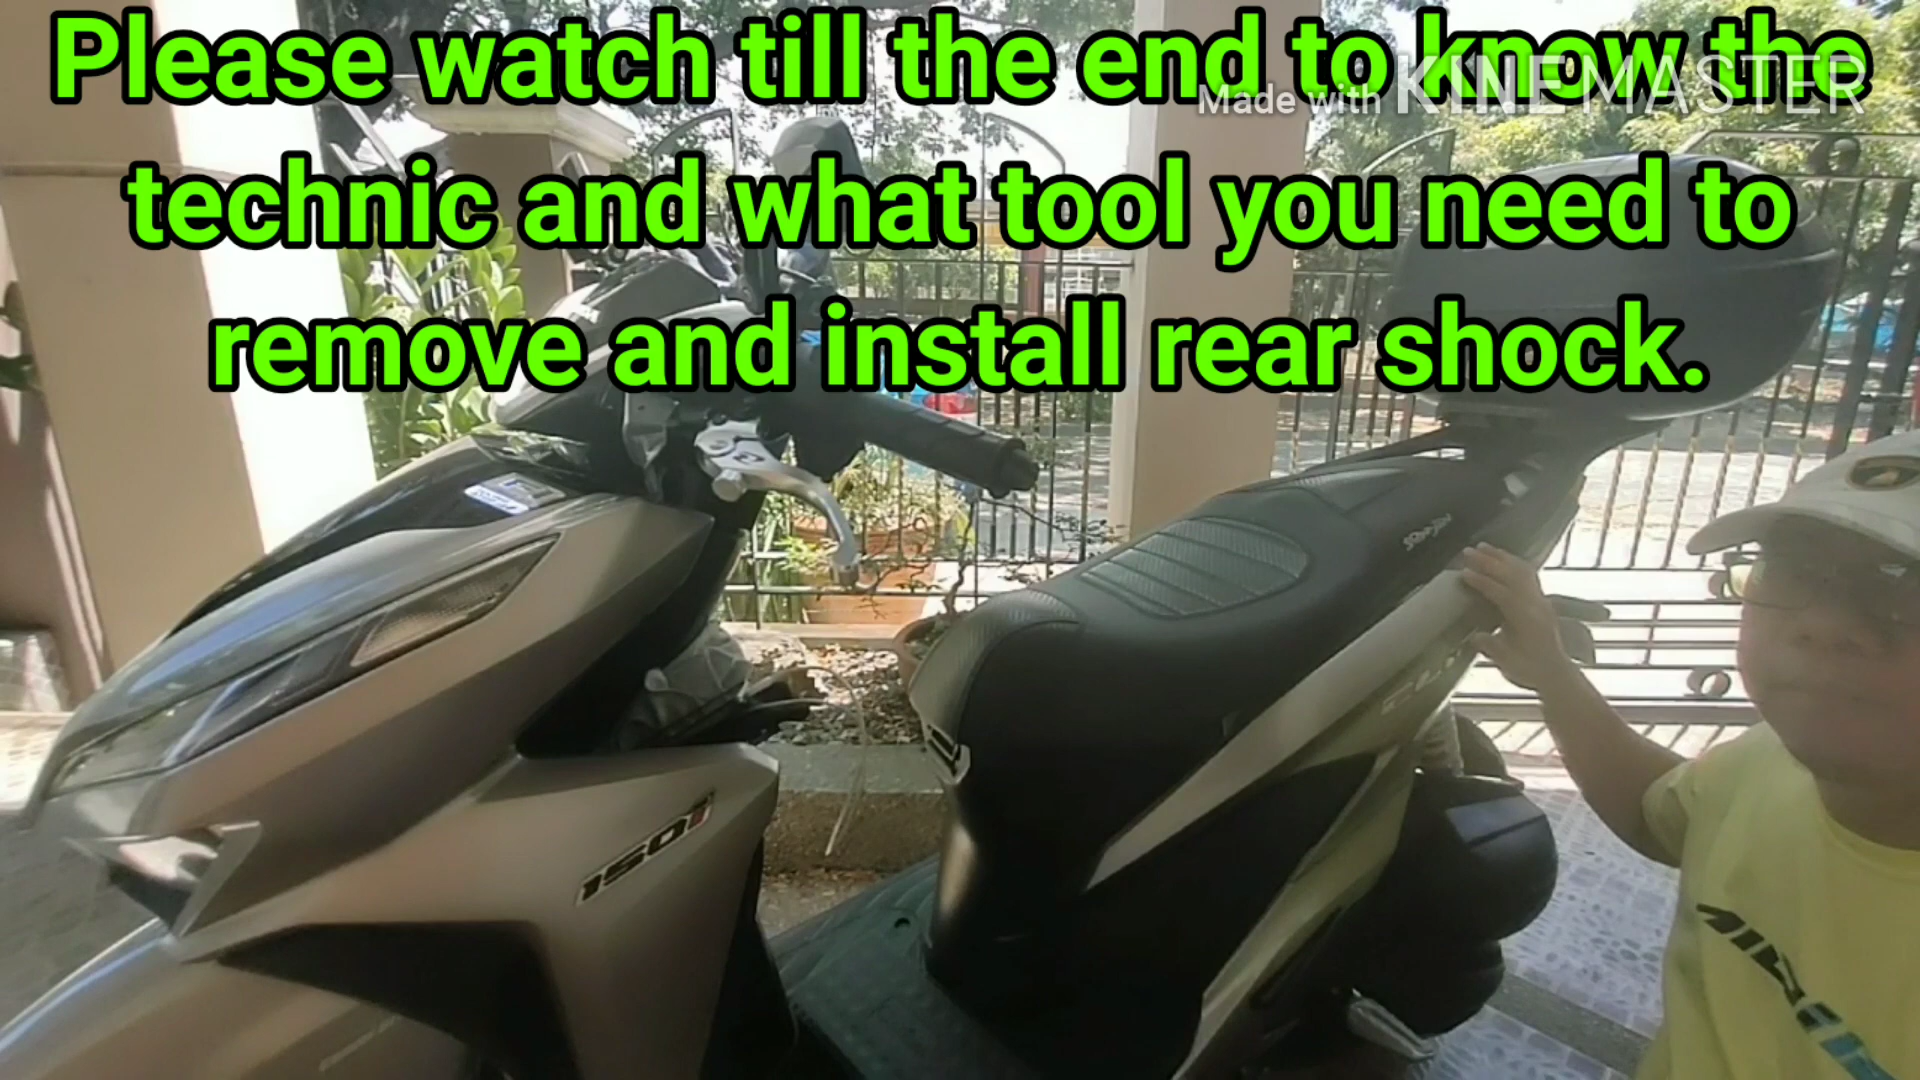 Please watch till the end to know the
Made with KINEMASTER
technic and what tool you need to
remove and install rear shock.
150i